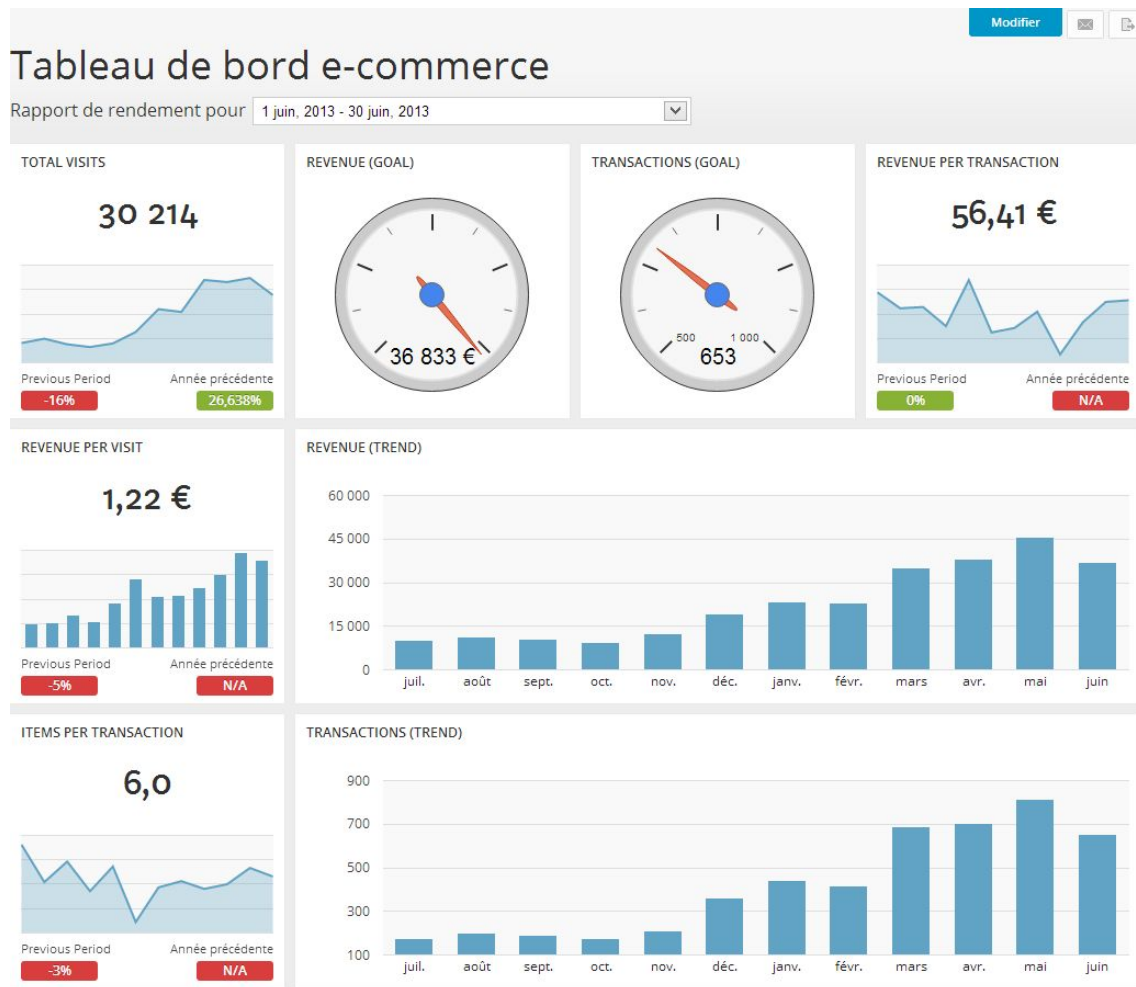 Modifier
Tableau de bord e-commerce
Rapport de rendement pour 1 juin, 2013 - 30 juin, 2013
TOTAL VISITS
30 214
Previous Period Année précédente
-16% 26,638%
REVENUE (GOAL)
36 833 €
TRANSACTIONS (GOAL)
500 1 000
653
REVENUE PER TRANSACTION
56,41 €
Previous Period Année précédente
0% N/A
REVENUE PER VISIT
1,22 €
Previous Period Année précédente
-5% N/A
REVENUE (TREND)
60 000
45 000
30 000
15 000
0
juil. août sept. oct. nov. déc. janv. févr. mars avr. mai juin
ITEMS PER TRANSACTION
6,0
Previous Period Année précédente
-3% N/A
TRANSACTIONS (TREND)
900
700
500
300
100
juil. août sept. oct. nov. déc. janv. févr. mars avr. mai juin